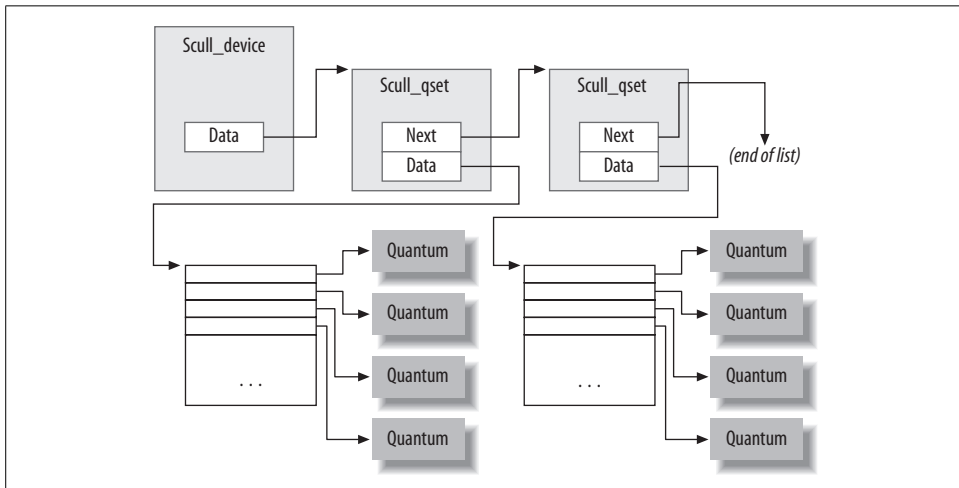 Scull_device
Data
Scull_qset
Next
Data
Scull_qset
Next
Data
(end of list)
Quantum
Quantum
Quantum
Quantum
. . .
Quantum
Quantum
Quantum
Quantum
. . .